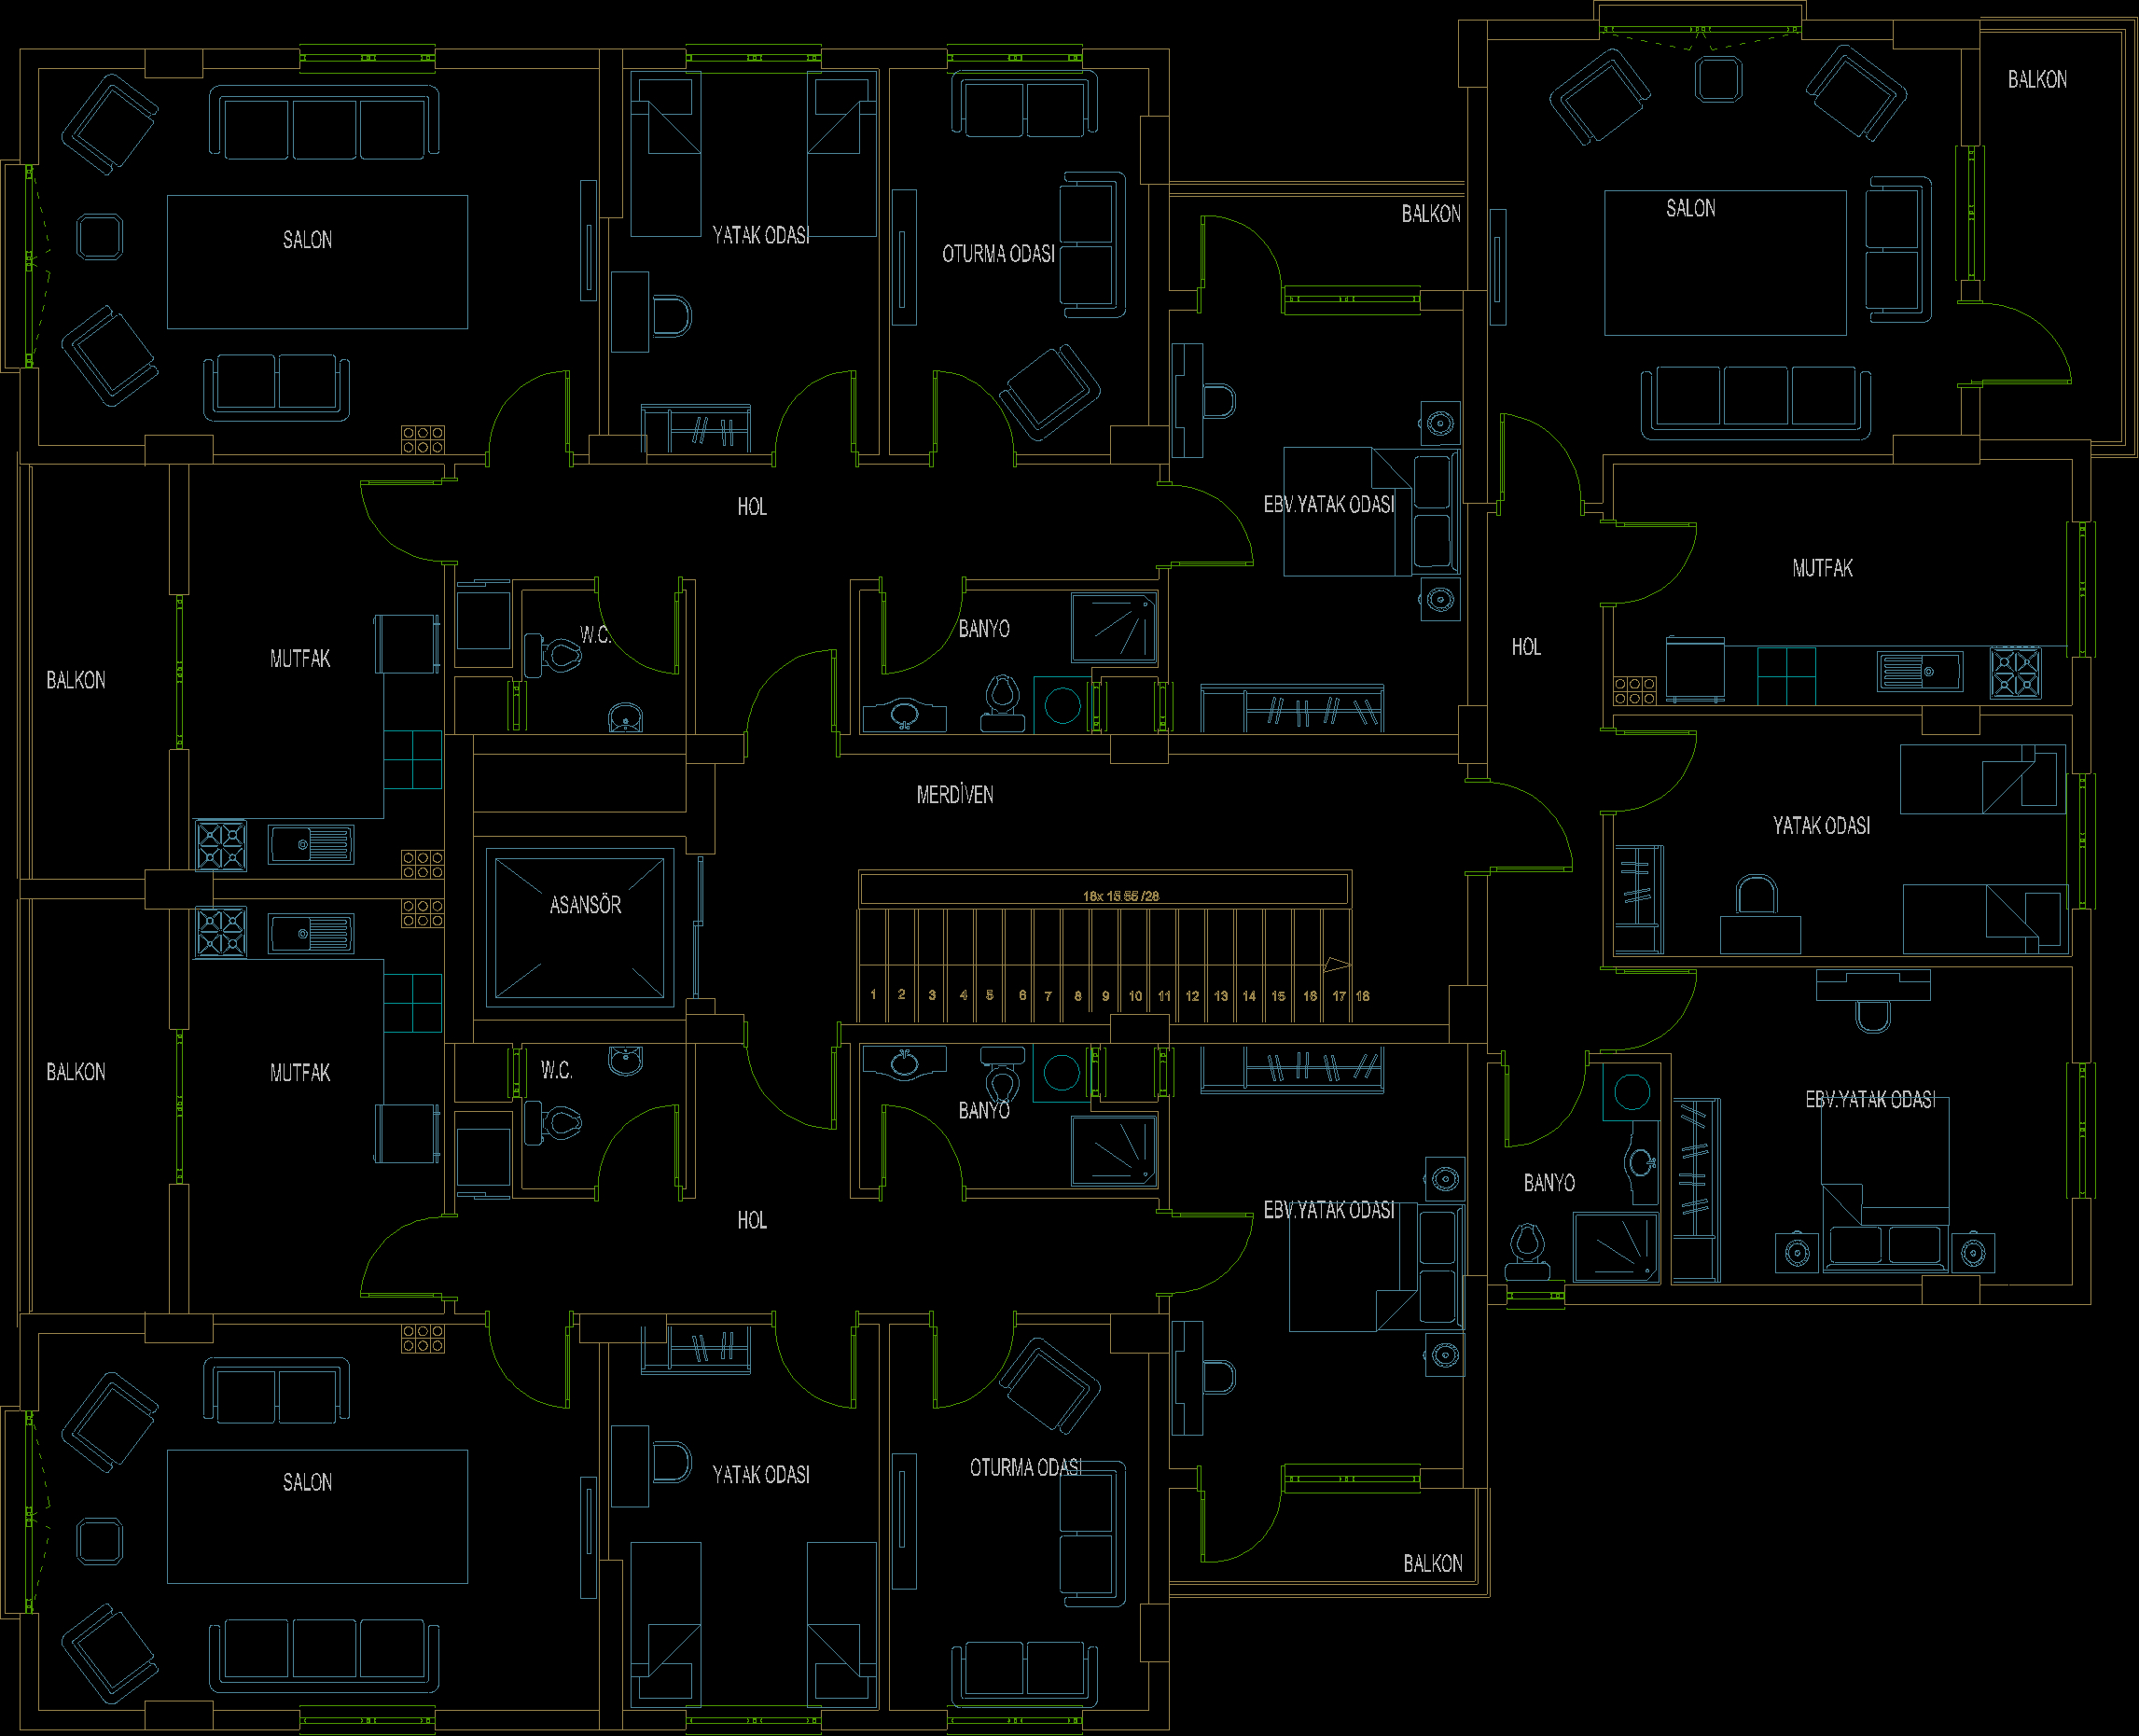 BALKON
SALON
BALKON
SALON
YATAK ODASI
OTURMA ODASI
HOL
EBV.YATAK ODASI
MUTFAK
W.C.
BANYO
HOL
MUTFAK
BALKON
MERDİVEN
YATAK ODASI
ASANSÖR
18x 15.55 /28
1 2 3 4 5 6 7 8 9 10 11 12 13 14 15 16 17 18
BALKON
MUTFAK
W.C.
BANYO
EBV.YATAK ODASI
BANYO
HOL
EBV.YATAK ODASI
SALON
YATAK ODASI
OTURMA ODASI
BALKON